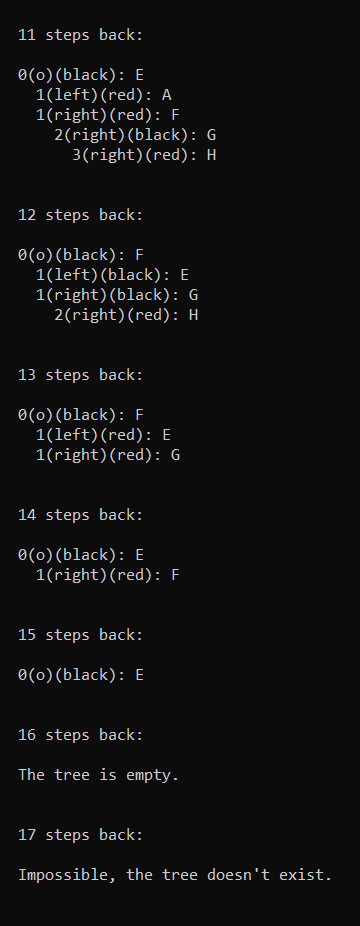 11 steps back:
0(o)(black): E
1(left)(red): A
1(right)(red): F
2(right)(black): G
3(right)(red): H
12 steps back:
0(o)(black): F
1(left)(black): E
1(right)(black): G
2(right)(red): H
13 steps back:
0(o)(black): F
1(left)(red): E
1(right)(red): G
14 steps back:
0(o)(black): E
1(right)(red): F
15 steps back:
0(o)(black): E
16 steps back:
The tree is empty.
17 steps back:
Impossible, the tree doesn't exist.